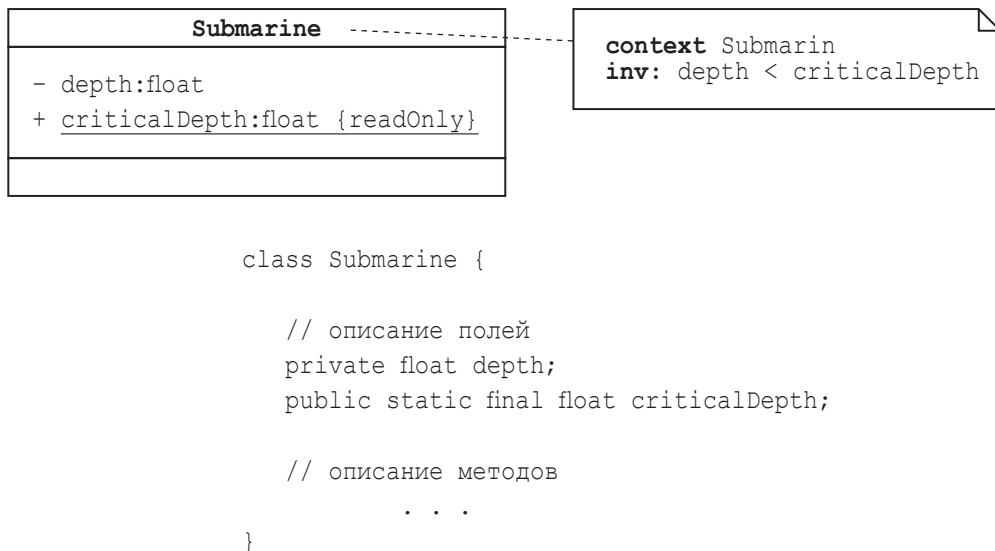 Submarine
- depth:float
+ criticalDepth:float {readOnly}
context Submarin
inv: depth < criticalDepth
class Submarine {
// описание полей
private float depth;
public static final float criticalDepth;
// описание методов
. . .
}